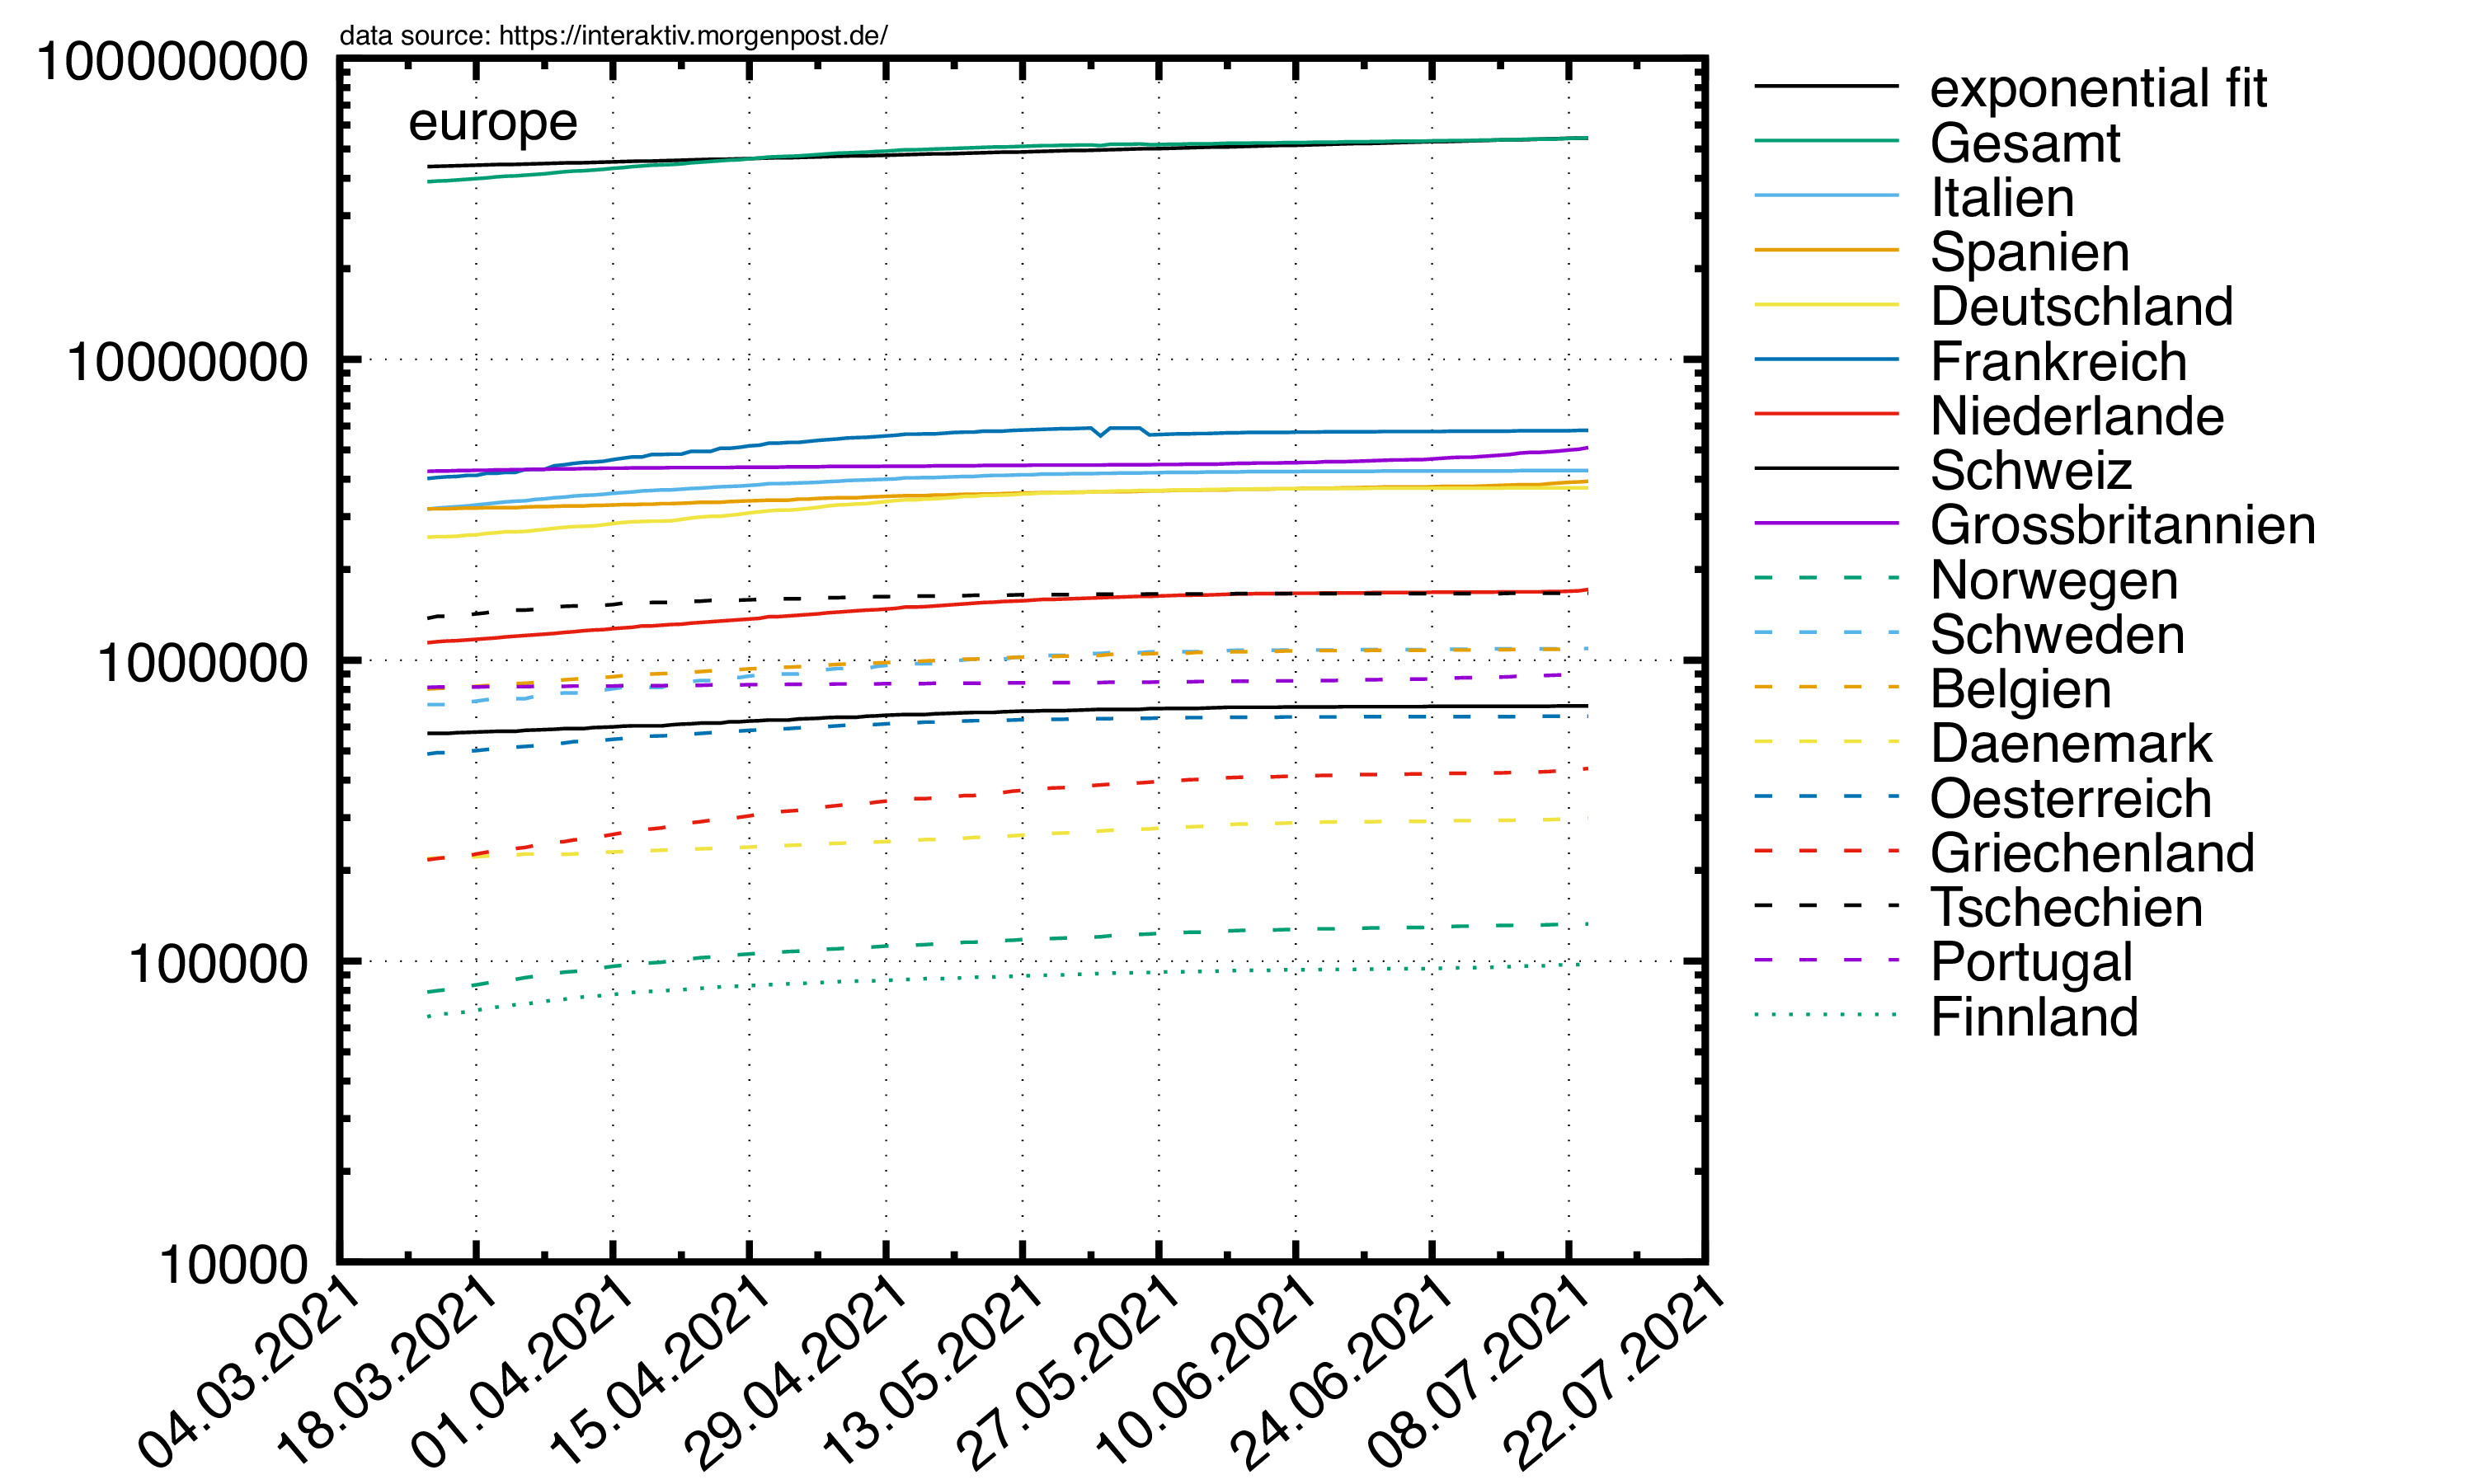 data source: https://interaktiv.morgenpost.de/
europe
100000000
10000000
1000000
100000
10000
04.03.2021
18.03.2021
01.04.2021
15.04.2021
29.04.2021
13.05.2021
27.05.2021
10.06.2021
24.06.2021
08.07.2021
22.07.2021
exponential fit
Gesamt
Italien
Spanien
Deutschland
Frankreich
Niederlande
Schweiz
Grossbritannien
Norwegen
Schweden
Belgien
Daenemark
Oesterreich
Griechenland
Tschechien
Portugal
Finnland